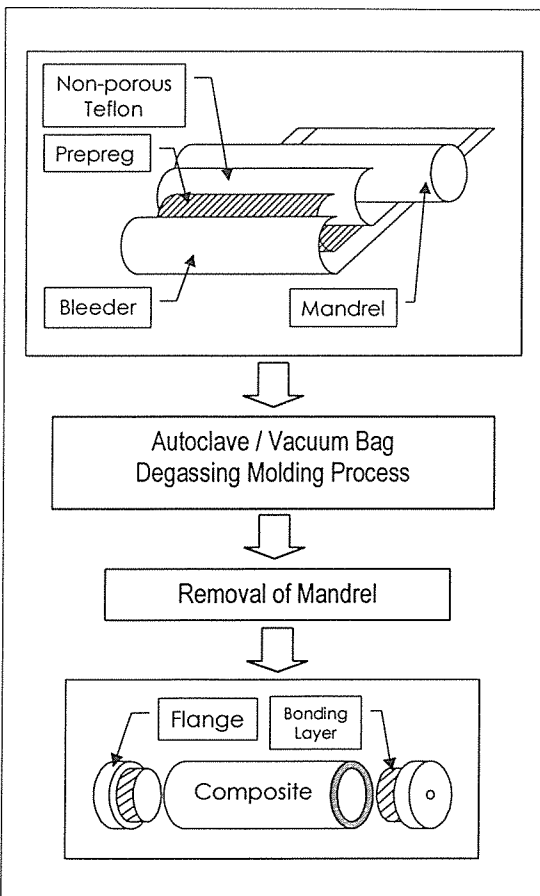 Non-porous
Teflon
Prepreg
Bleeder
Mandrel
Autoclave / Vacuum Bag
Degassing Molding Process
Removal of Mandrel
Flange
Bonding
Layer
Composite